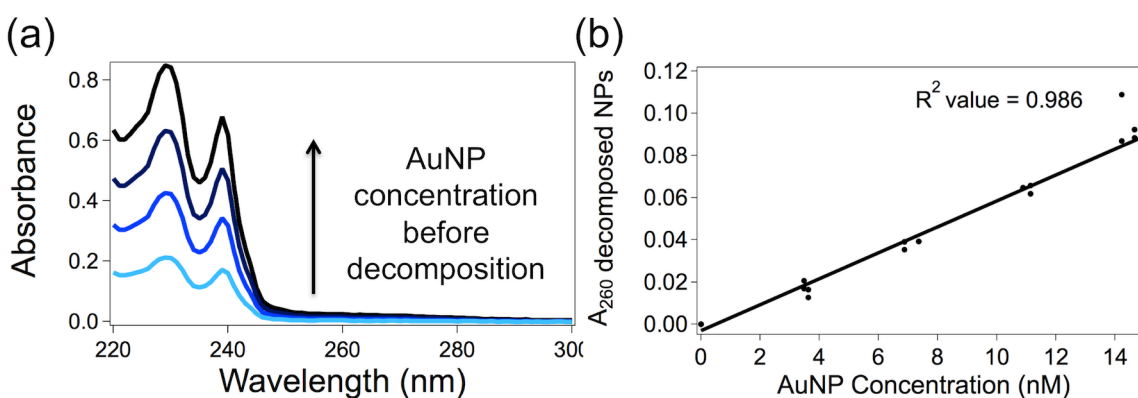 (a)
Absorbance
0.8
0.6
0.4
0.2
0.0
220
240
260
280
300
Wavelength (nm)
AuNP
concentration
before
decomposition
(b)
A260 decomposed NPs
0.12
0.10
0.08
0.06
0.04
0.02
0.00
0
2
4
6
8
10
12
14
AuNP Concentration (nM)
R2 value = 0.986